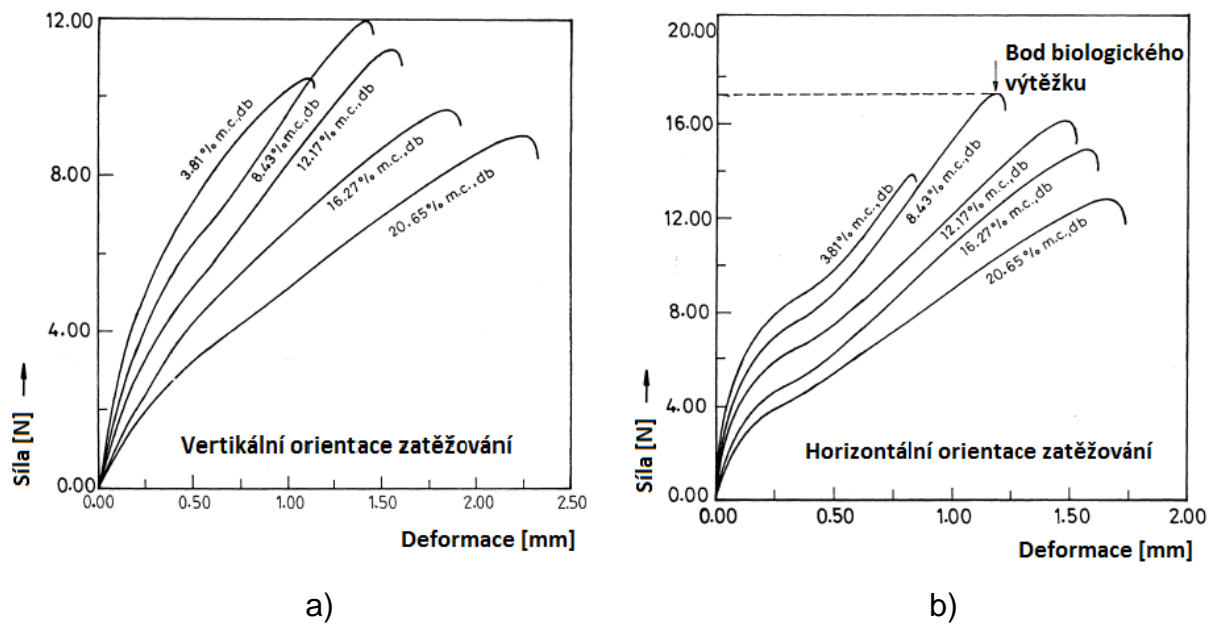 12.00
8.00
4.00
0.00
0.00
0.50
1.00
1.50
2.00
2.50
3.81% m.c.,db
8.43% m.c.,db
12.17% m.c.,db
16.27% m.c.,db
20.65% m.c.,db
Síla [N]
Vertikální orientace zatěžování
Deformace [mm]
a)
20.00
16.00
12.00
8.00
4.00
0.00
0.00
0.50
1.00
1.50
2.00
Bod biologického
výtěžku
3.81% m.c.,db
8.43% m.c.,db
12.17% m.c.,db
16.27% m.c.,db
20.65% m.c.,db
Síla [N]
Horizontální orientace zatěžování
Deformace [mm]
b)